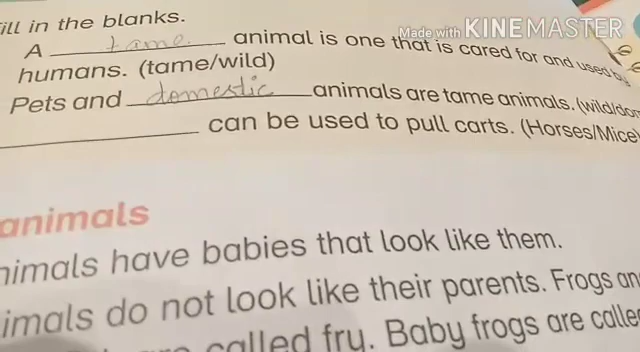 ill in the blanks.
Made with KINEMASTER
A tame animal is one that is cared for and used by
humans. (tame/wild)
Pets and domestic animals are tame animals. (wild/dom
can be used to pull carts. (Horses/Mice)
animals
nimals have babies that look like them.
imals do not look like their parents. Frogs an
called fry. Baby frogs are calle